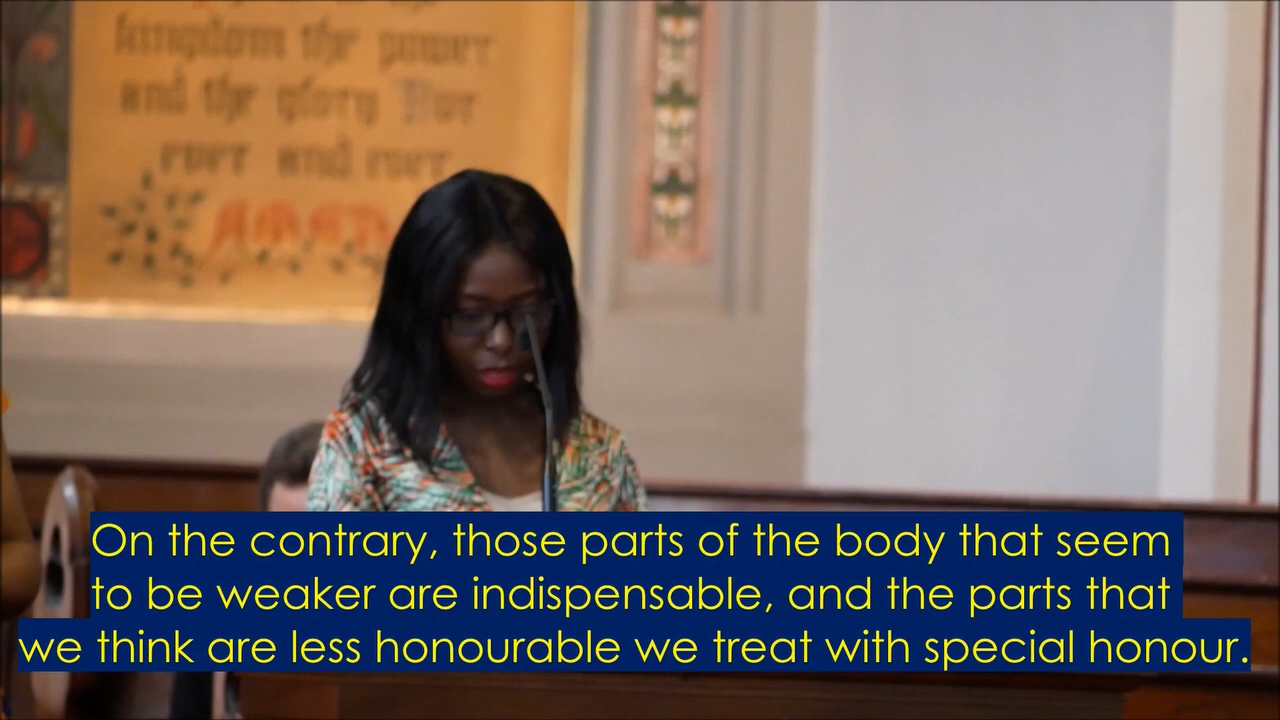 kingdom the power
and the glory For
ever and ever
AMEN
On the contrary, those parts of the body that seem
to be weaker are indispensable, and the parts that
we think are less honourable we treat with special honour.